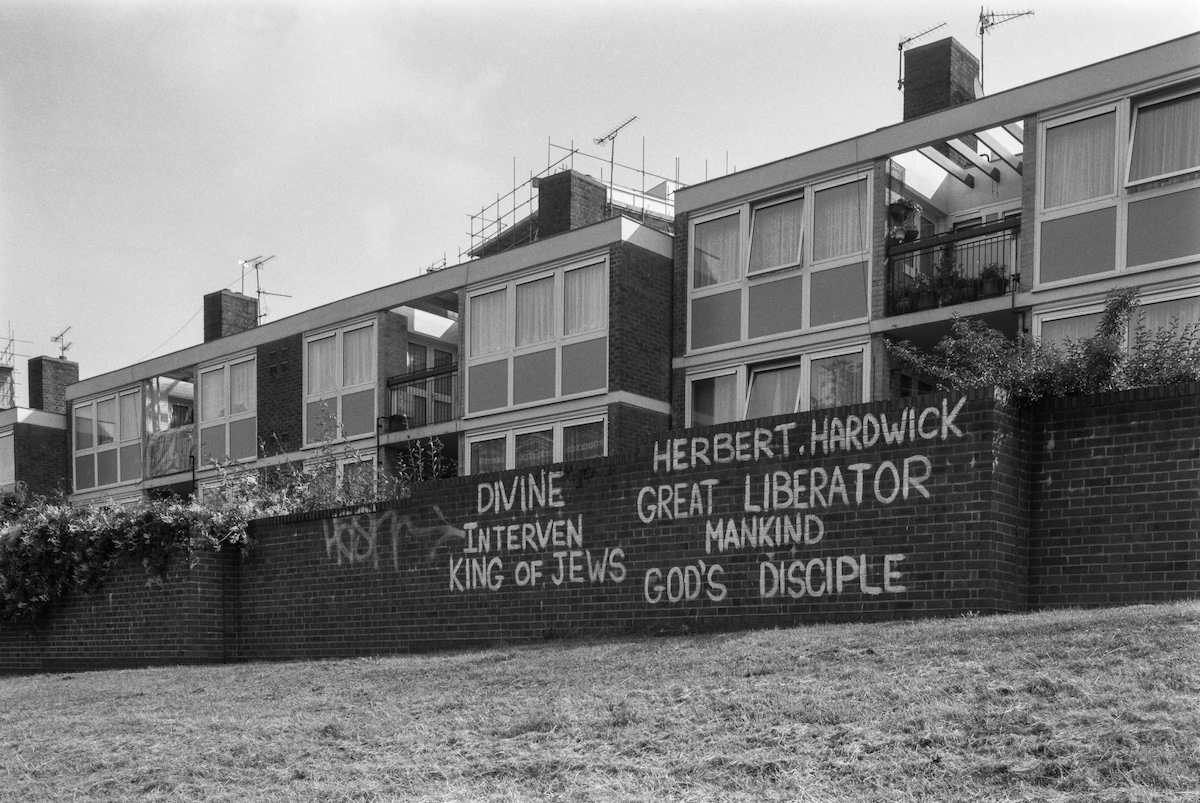 DIVINE
INTERVEN
KING OF JEWS
HERBERT. HARDWICK
GREAT LIBERATOR
MANKIND
GOD'S DISCIPLE